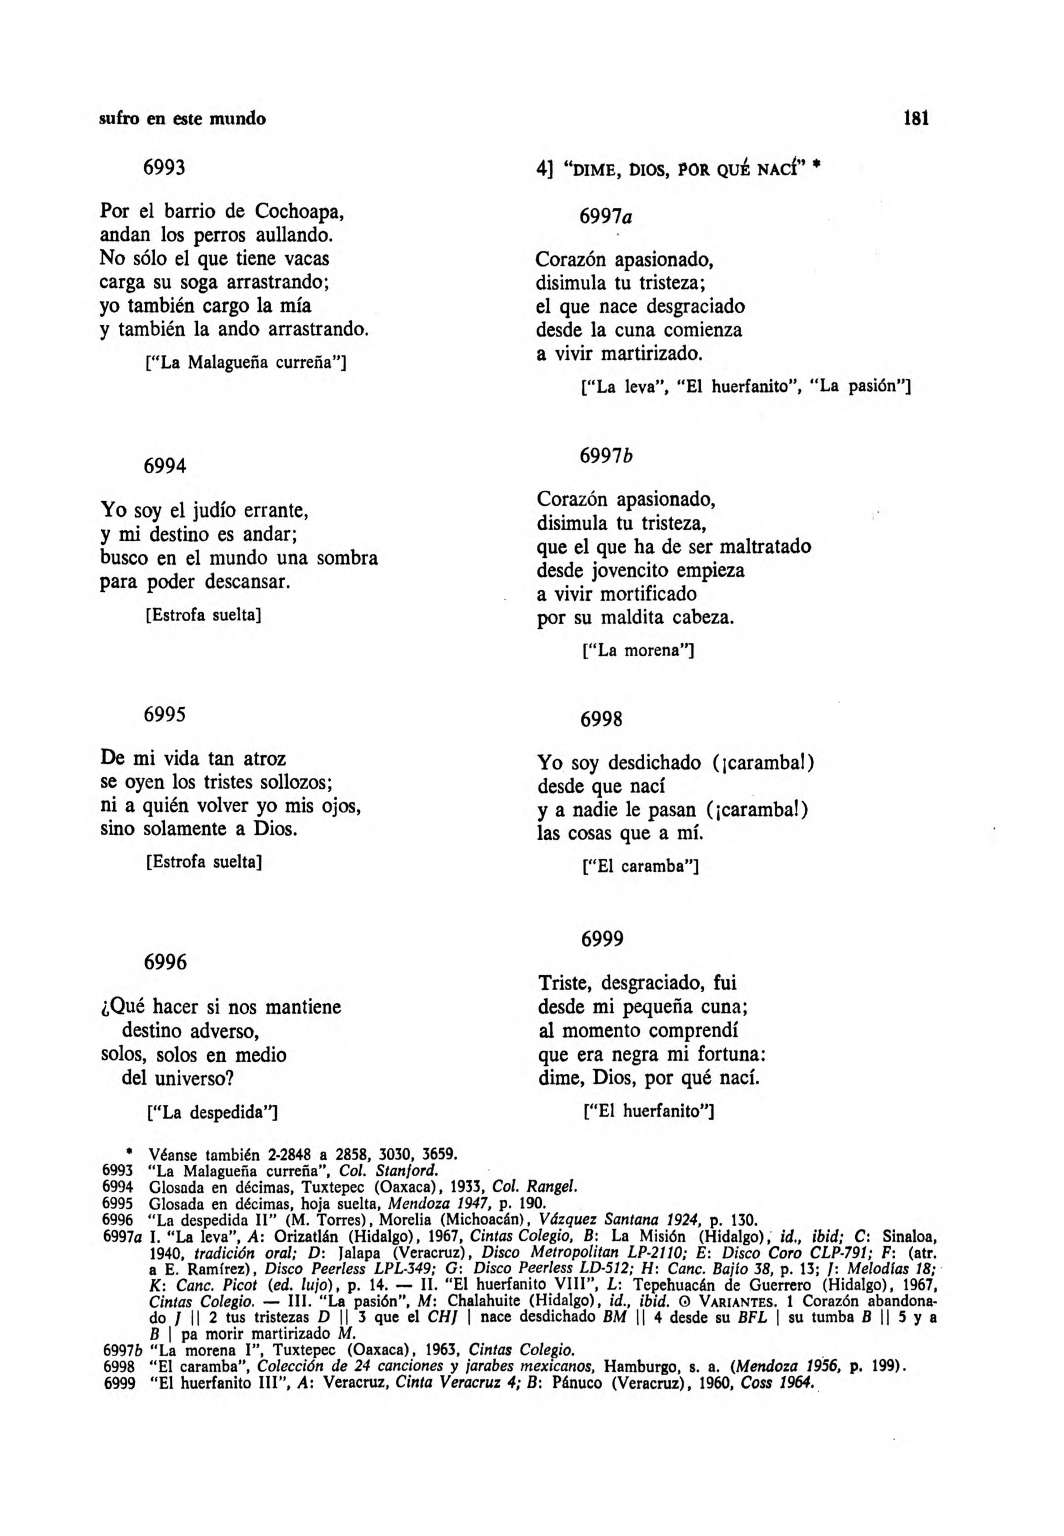 sufro en este mundo
181
6993
Por el barrio de Cochoapa,
andan los perros aullando.
No sólo el que tiene vacas
carga su soga arrastrando;
yo también cargo la mía
y también la ando arrastrando.
["La Malagueña curreña"]
6994
Yo soy el judío errante,
y mi destino es andar;
busco en el mundo una sombra
para poder descansar.
[Estrofa suelta]
6995
De mi vida tan atroz
se oyen los tristes sollozos;
ni a quién volver yo mis ojos,
sino solamente a Dios.
[Estrofa suelta]
6996
¿Qué hacer si nos mantiene
destino adverso,
solos, solos en medio
del universo?
["La despedida"]
4] "DIME, DIOS, POR QUÉ NACÍ" *
6997a
Corazón apasionado,
disimula tu tristeza;
el que nace desgraciado
desde la cuna comienza
a vivir martirizado.
["La leva", "El huerfanito", "La pasión"]
6997b
Corazón apasionado,
disimula tu tristeza,
que el que ha de ser maltratado
desde jovencito empieza
a vivir mortificado
por su maldita cabeza.
["La morena"]
6998
Yo soy desdichado (¡caramba!)
desde que nací
y a nadie le pasan (¡caramba!)
las cosas que a mí.
["El caramba"]
6999
Triste, desgraciado, fui
desde mi pequeña cuna;
al momento comprendí
que era negra mi fortuna:
dime, Dios, por qué nací.
["El huerfanito"]
* Véanse también 2-2848 a 2858, 3030, 3659.
6993 "La Malagueña curreña", Col. Stanford.
6994 Glosada en décimas, Tuxtepec (Oaxaca), 1933, Col. Rangel.
6995 Glosada en décimas, hoja suelta, Mendoza 1947, p. 190.
6996 "La despedida II" (M. Torres), Morelia (Michoacán), Vázquez Santana 1924, p. 130.
6997a I. "La leva", A: Orizatlán (Hidalgo), 1967, Cintas Colegio, B: La Misión (Hidalgo), id., ibid; C: Sinaloa,
1940, tradición oral; D: Jalapa (Veracruz), Disco Metropolitan LP-2110; E: Disco Coro CLP-791; F: (atr.
a E. Ramírez), Disco Peerless LPL-349; G: Disco Peerless LD-512; H: Canc. Bajío 38, p. 13; J: Melodías 18;
K: Canc. Picot (ed. lujo), p. 14. — II. "El huerfanito VIII", L: Tepehuacán de Guerrero (Hidalgo), 1967,
Cintas Colegio. — III. "La pasión", M: Chalahuite (Hidalgo), id., ibid. ⊙ VARIANTES. 1 Corazón abandona-
do J || 2 tus tristezas D || 3 que el CHJ | nace desdichado BM || 4 desde su BFL | su tumba B || 5 y a
B | pa morir martirizado M.
6997b "La morena I", Tuxtepec (Oaxaca), 1963, Cintas Colegio.
6998 "El caramba", Colección de 24 canciones y jarabes mexicanos, Hamburgo, s. a. (Mendoza 1956, p. 199).
6999 "El huerfanito III", A: Veracruz, Cinta Veracruz 4; B: Pánuco (Veracruz), 1960, Coss 1964.